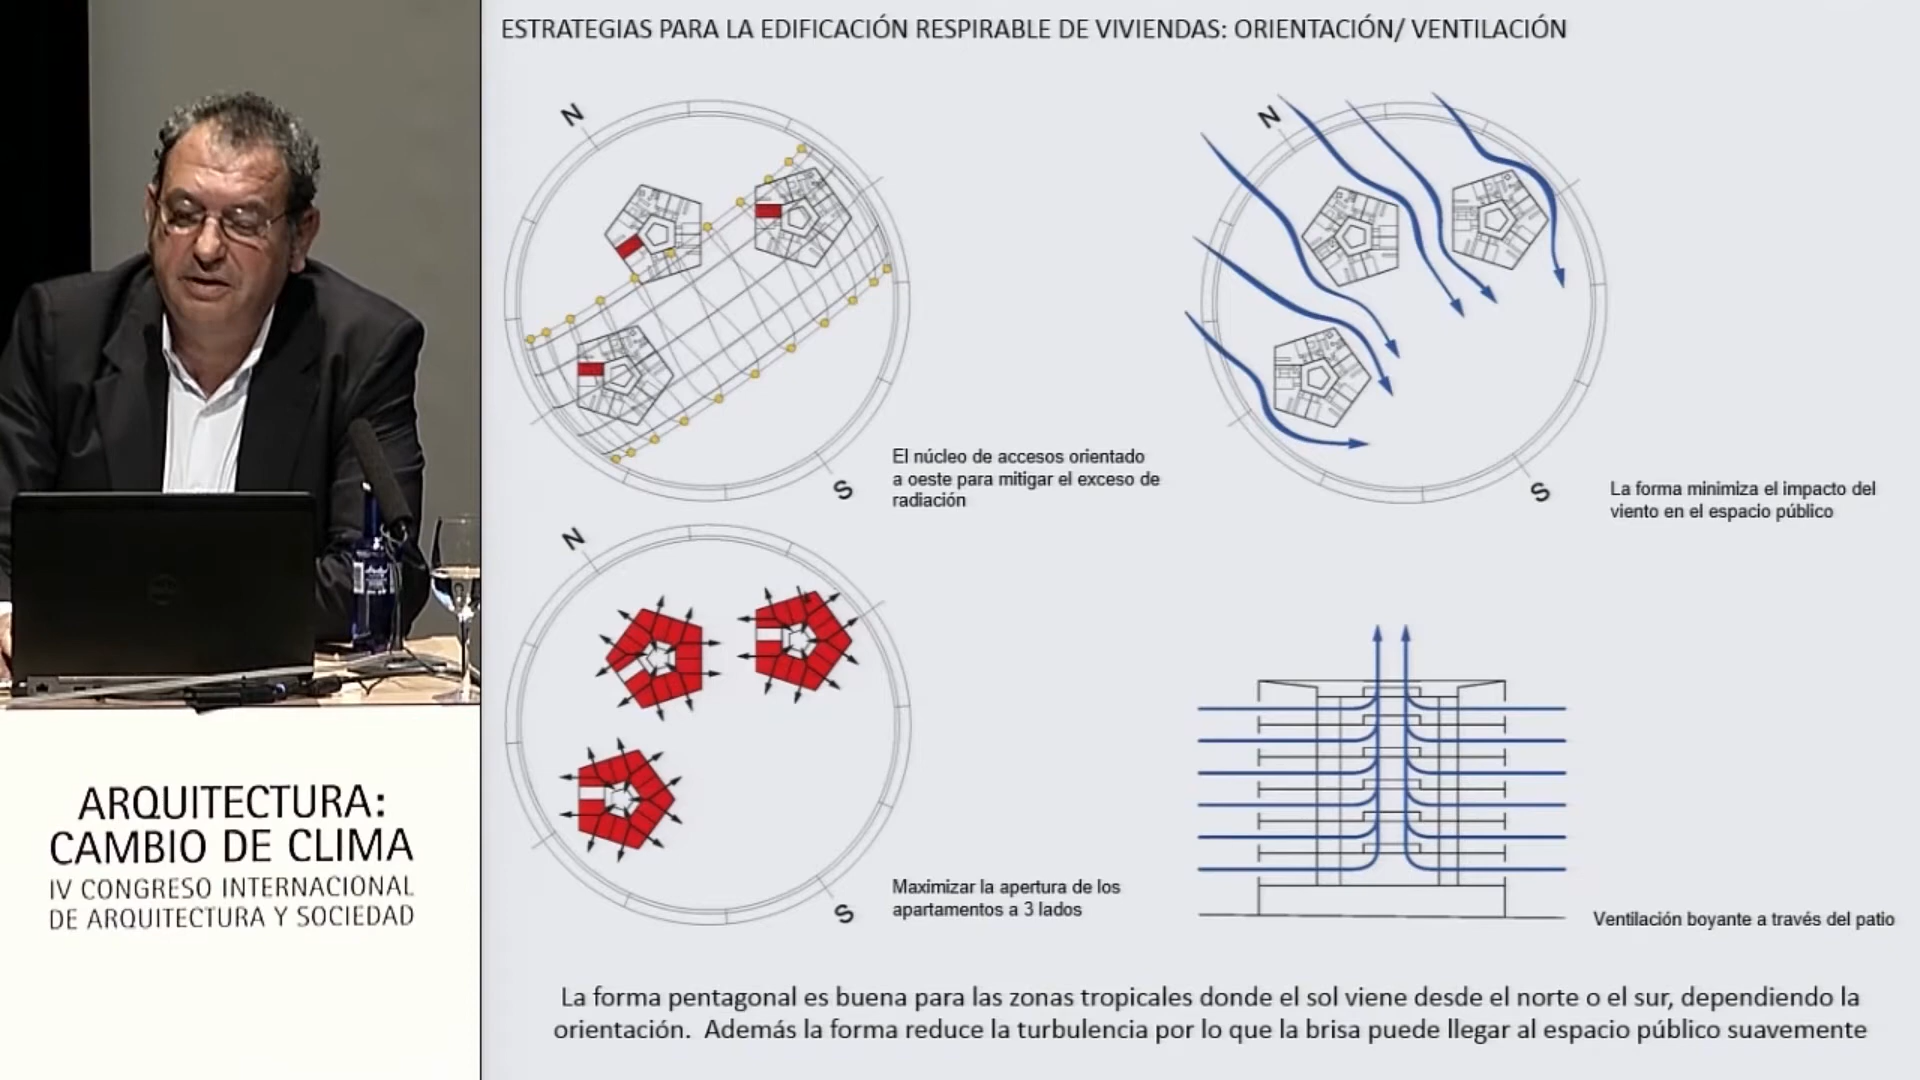 ESTRATEGIAS PARA LA EDIFICACIÓN RESPIRABLE DE VIVIENDAS: ORIENTACIÓN/ VENTILACIÓN
N
S
El núcleo de accesos orientado
a oeste para mitigar el exceso de
radiación
N
S
La forma minimiza el impacto del
viento en el espacio público
N
S
Maximizar la apertura de los
apartamentos a 3 lados
Ventilación boyante a través del patio
La forma pentagonal es buena para las zonas tropicales donde el sol viene desde el norte o el sur, dependiendo la
orientación. Además la forma reduce la turbulencia por lo que la brisa puede llegar al espacio público suavemente
ARQUITECTURA:
CAMBIO DE CLIMA
IV CONGRESO INTERNACIONAL
DE ARQUITECTURA Y SOCIEDAD